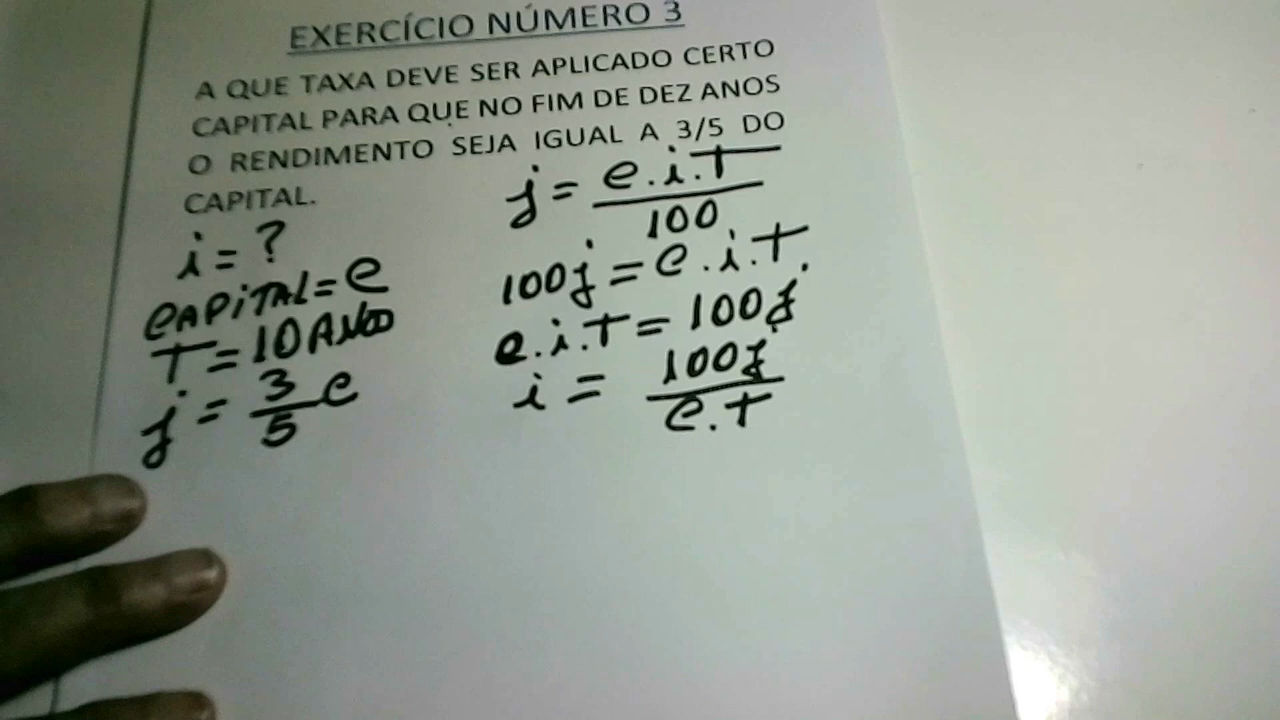 EXERCÍCIO NÚMERO 3
A QUE TAXA DEVE SER APLICADO CERTO
CAPITAL PARA QUE NO FIM DE DEZ ANOS
O RENDIMENTO SEJA IGUAL A 3/5 DO
CAPITAL.
i = ?
CAPITAL = C
T = 10 ANOS
j = 3/5 C
j = C.i.T/100
100j = C.i.T.
C.i.T = 100j
i = 100j/C.T